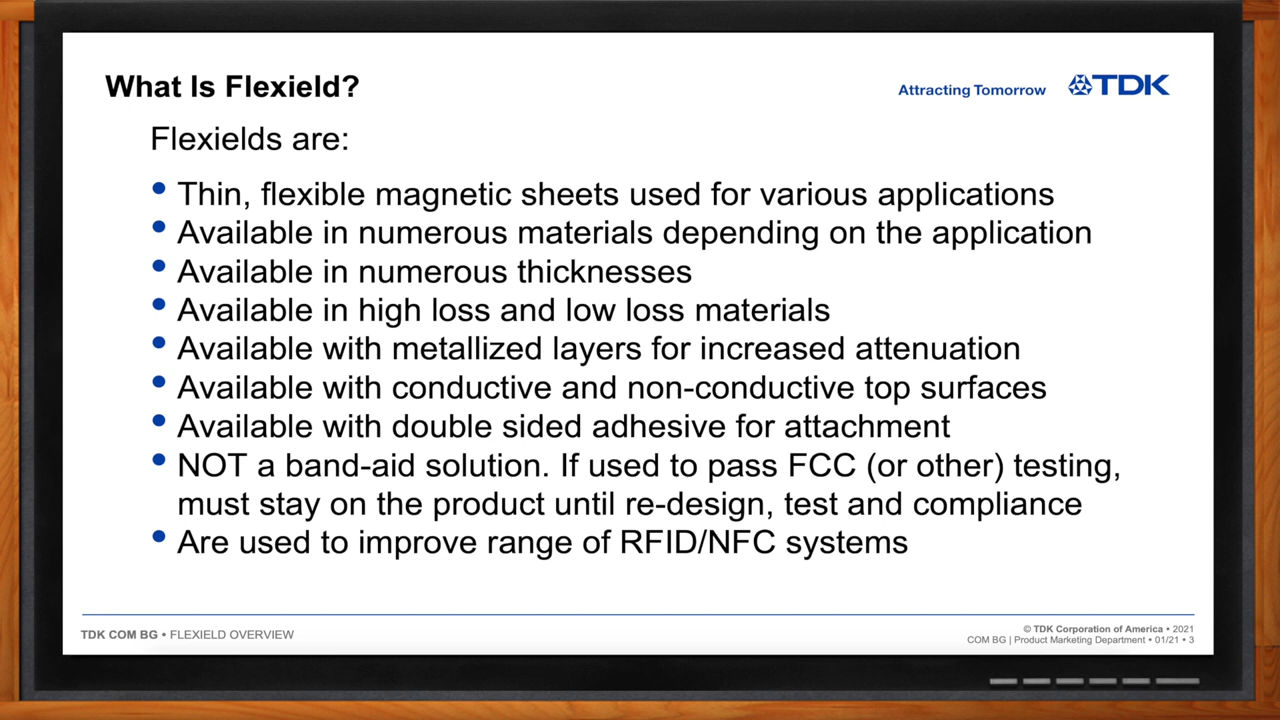 What Is Flexield?
Attracting Tomorrow
TDK
Flexields are:
• Thin, flexible magnetic sheets used for various applications
• Available in numerous materials depending on the application
• Available in numerous thicknesses
• Available in high loss and low loss materials
• Available with metallized layers for increased attenuation
• Available with conductive and non-conductive top surfaces
• Available with double sided adhesive for attachment
• NOT a band-aid solution. If used to pass FCC (or other) testing,
must stay on the product until re-design, test and compliance
• Are used to improve range of RFID/NFC systems
TDK COM BG • FLEXIELD OVERVIEW
© TDK Corporation of America • 2021
COM BG | Product Marketing Department • 01/21 • 3